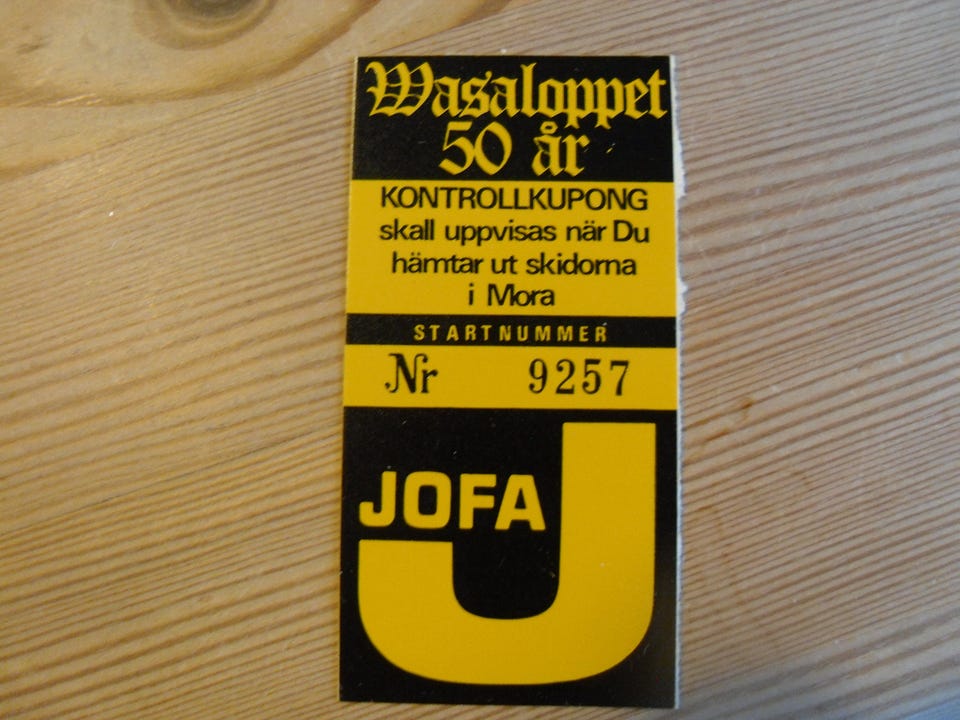 Wasaloppet
50 år
KONTROLLKUPONG
skall uppvisas när Du
hämtar ut skidorna
i Mora
STARTNUMMER
Nr 9257
JOFA
J